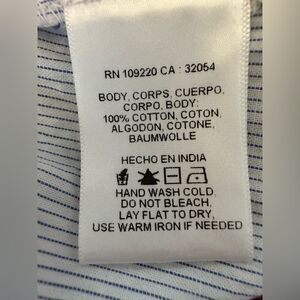 RN 109220 CA : 32054
BODY, CORPS, CUERPO,
CORPO, BODY:
100% COTTON, COTON,
ALGODON, COTONE,
BAUMWOLLE
HECHO EN INDIA
HAND WASH COLD
DO NOT BLEACH,
LAY FLAT TO DRY,
USE WARM IRON IF NEEDED